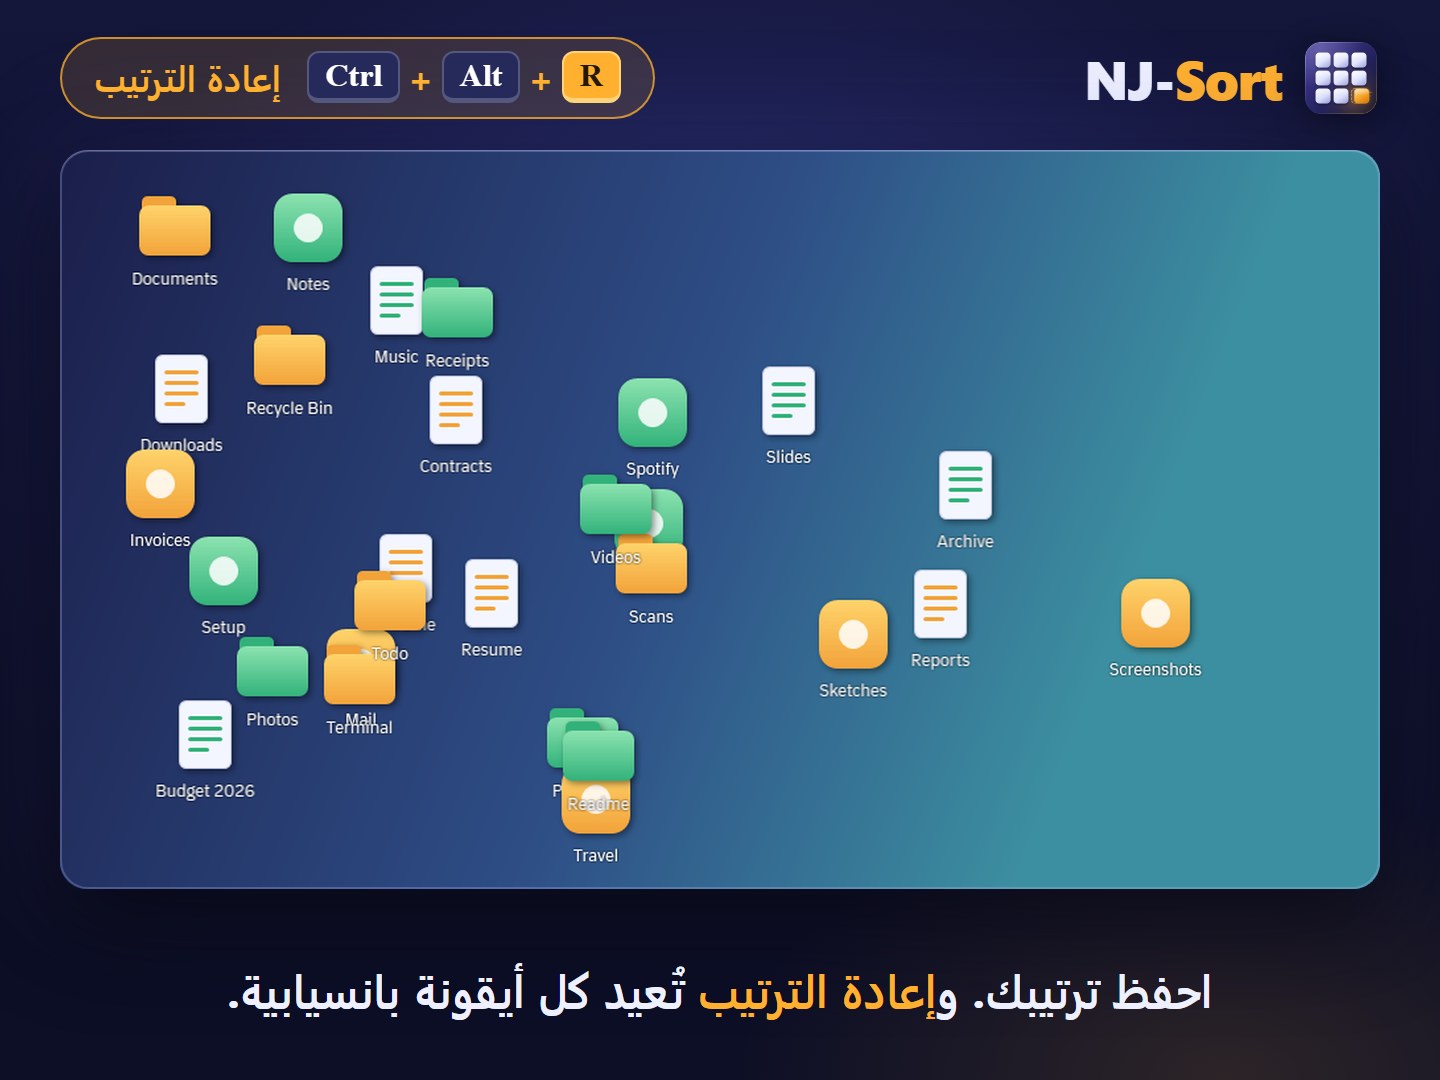 NJ-Sort
إعادة الترتيب Ctrl + Alt + R
Documents
Notes
Music
Receipts
Recycle Bin
Downloads
Contracts
Spotify
Slides
Invoices
Videos
Archive
Setup
Todo
Resume
Scans
Sketches
Reports
Screenshots
Photos
Mail
Terminal
Budget 2026
Readme
Travel
احفظ ترتيبك. وإعادة الترتيب تُعيد كل أيقونة بانسيابية.